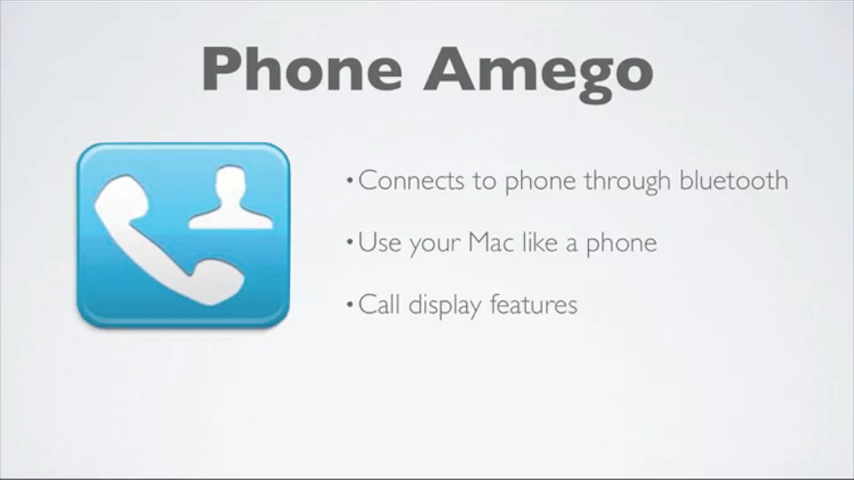 Phone Amego
•Connects to phone through bluetooth
•Use your Mac like a phone
•Call display features